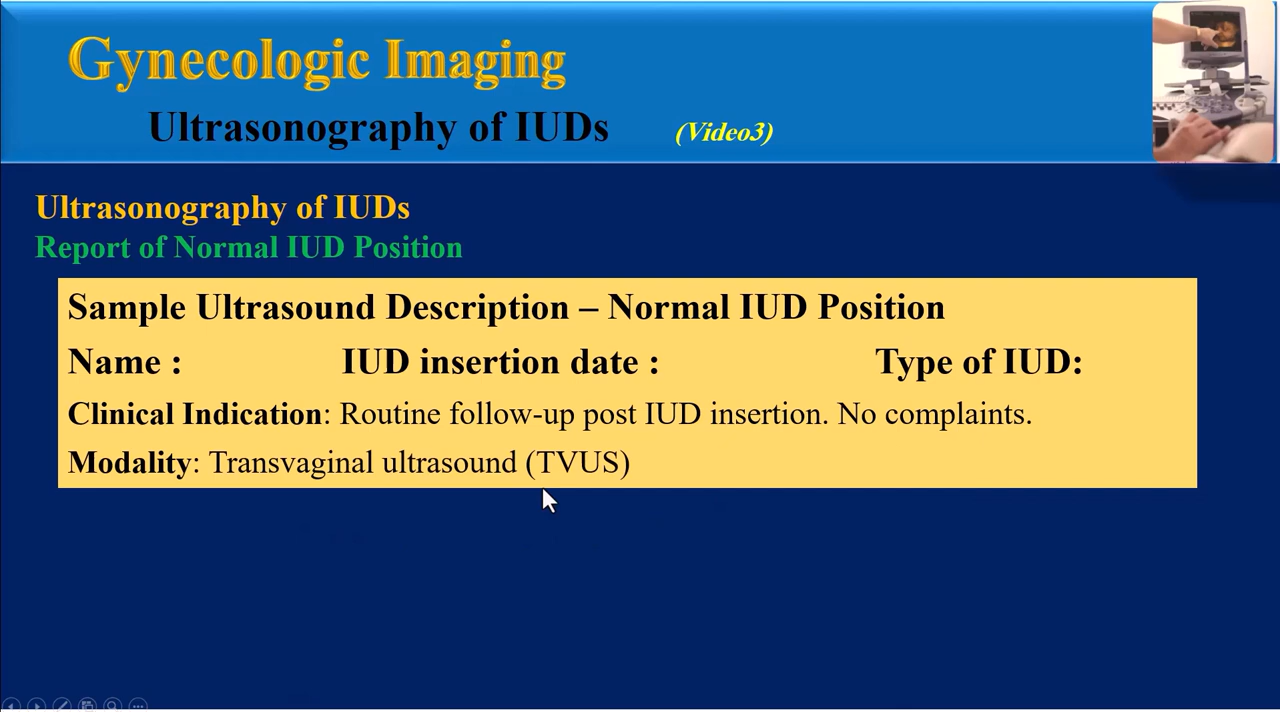 Gynecologic Imaging
Ultrasonography of IUDs (Video3)
Ultrasonography of IUDs
Report of Normal IUD Position
Sample Ultrasound Description – Normal IUD Position
Name : IUD insertion date : Type of IUD:
Clinical Indication: Routine follow-up post IUD insertion. No complaints.
Modality: Transvaginal ultrasound (TVUS)